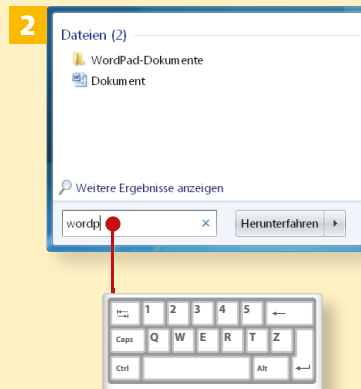 2
Dateien (2)
WordPad-Dokumente
Dokument
Weitere Ergebnisse anzeigen
wordp
Herunterfahren
1 2 3 4 5
Caps Q W E R T Z
Ctrl Alt